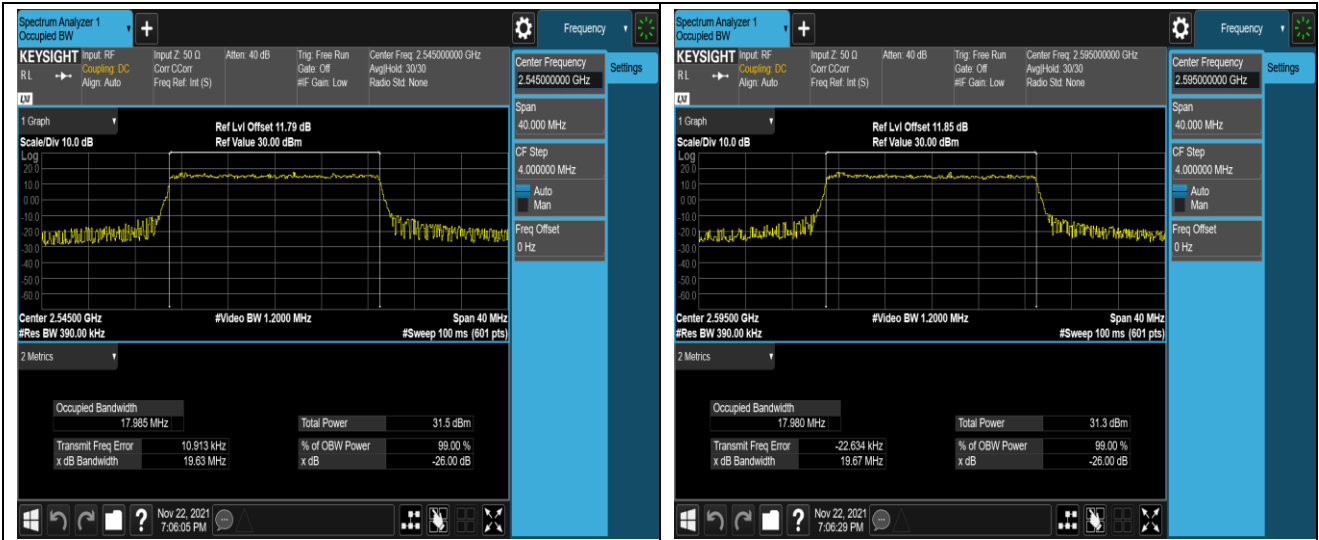 Spectrum Analyzer 1
Occupied BW
+
Frequency
KEYSIGHT
RL
LXI
Input: RF
Coupling: DC
Align: Auto
Input Z: 50 Ω
Corr CCorr
Freq Ref: Int (S)
Atten: 40 dB
Trig: Free Run
Gate: Off
#IF Gain: Low
Center Freq: 2.545000000 GHz
Avg|Hold: 30/30
Radio Std: None
Center Frequency
2.545000000 GHz
Settings
Span
40.000 MHz
CF Step
4.000000 MHz
Auto
Man
Freq Offset
0 Hz
1 Graph
Scale/Div 10.0 dB
Ref Lvl Offset 11.79 dB
Ref Value 30.00 dBm
Log
20.0
10.0
0.00
-10.0
-20.0
-30.0
-40.0
-50.0
-60.0
Center 2.54500 GHz
#Video BW 1.2000 MHz
Span 40 MHz
#Res BW 390.00 kHz
#Sweep 100 ms (601 pts)
2 Metrics
Occupied Bandwidth
17.985 MHz
Total Power 31.5 dBm
Transmit Freq Error 10.913 kHz
% of OBW Power 99.00 %
x dB Bandwidth 19.63 MHz
x dB -26.00 dB
?
Nov 22, 2021
7:06:05 PM
Spectrum Analyzer 1
Occupied BW
+
Frequency
KEYSIGHT
RL
LXI
Input: RF
Coupling: DC
Align: Auto
Input Z: 50 Ω
Corr CCorr
Freq Ref: Int (S)
Atten: 40 dB
Trig: Free Run
Gate: Off
#IF Gain: Low
Center Freq: 2.595000000 GHz
Avg|Hold: 30/30
Radio Std: None
Center Frequency
2.595000000 GHz
Settings
Span
40.000 MHz
CF Step
4.000000 MHz
Auto
Man
Freq Offset
0 Hz
1 Graph
Scale/Div 10.0 dB
Ref Lvl Offset 11.85 dB
Ref Value 30.00 dBm
Log
20.0
10.0
0.00
-10.0
-20.0
-30.0
-40.0
-50.0
-60.0
Center 2.59500 GHz
#Video BW 1.2000 MHz
Span 40 MHz
#Res BW 390.00 kHz
#Sweep 100 ms (601 pts)
2 Metrics
Occupied Bandwidth
17.980 MHz
Total Power 31.3 dBm
Transmit Freq Error -22.634 kHz
% of OBW Power 99.00 %
x dB Bandwidth 19.67 MHz
x dB -26.00 dB
?
Nov 22, 2021
7:06:29 PM